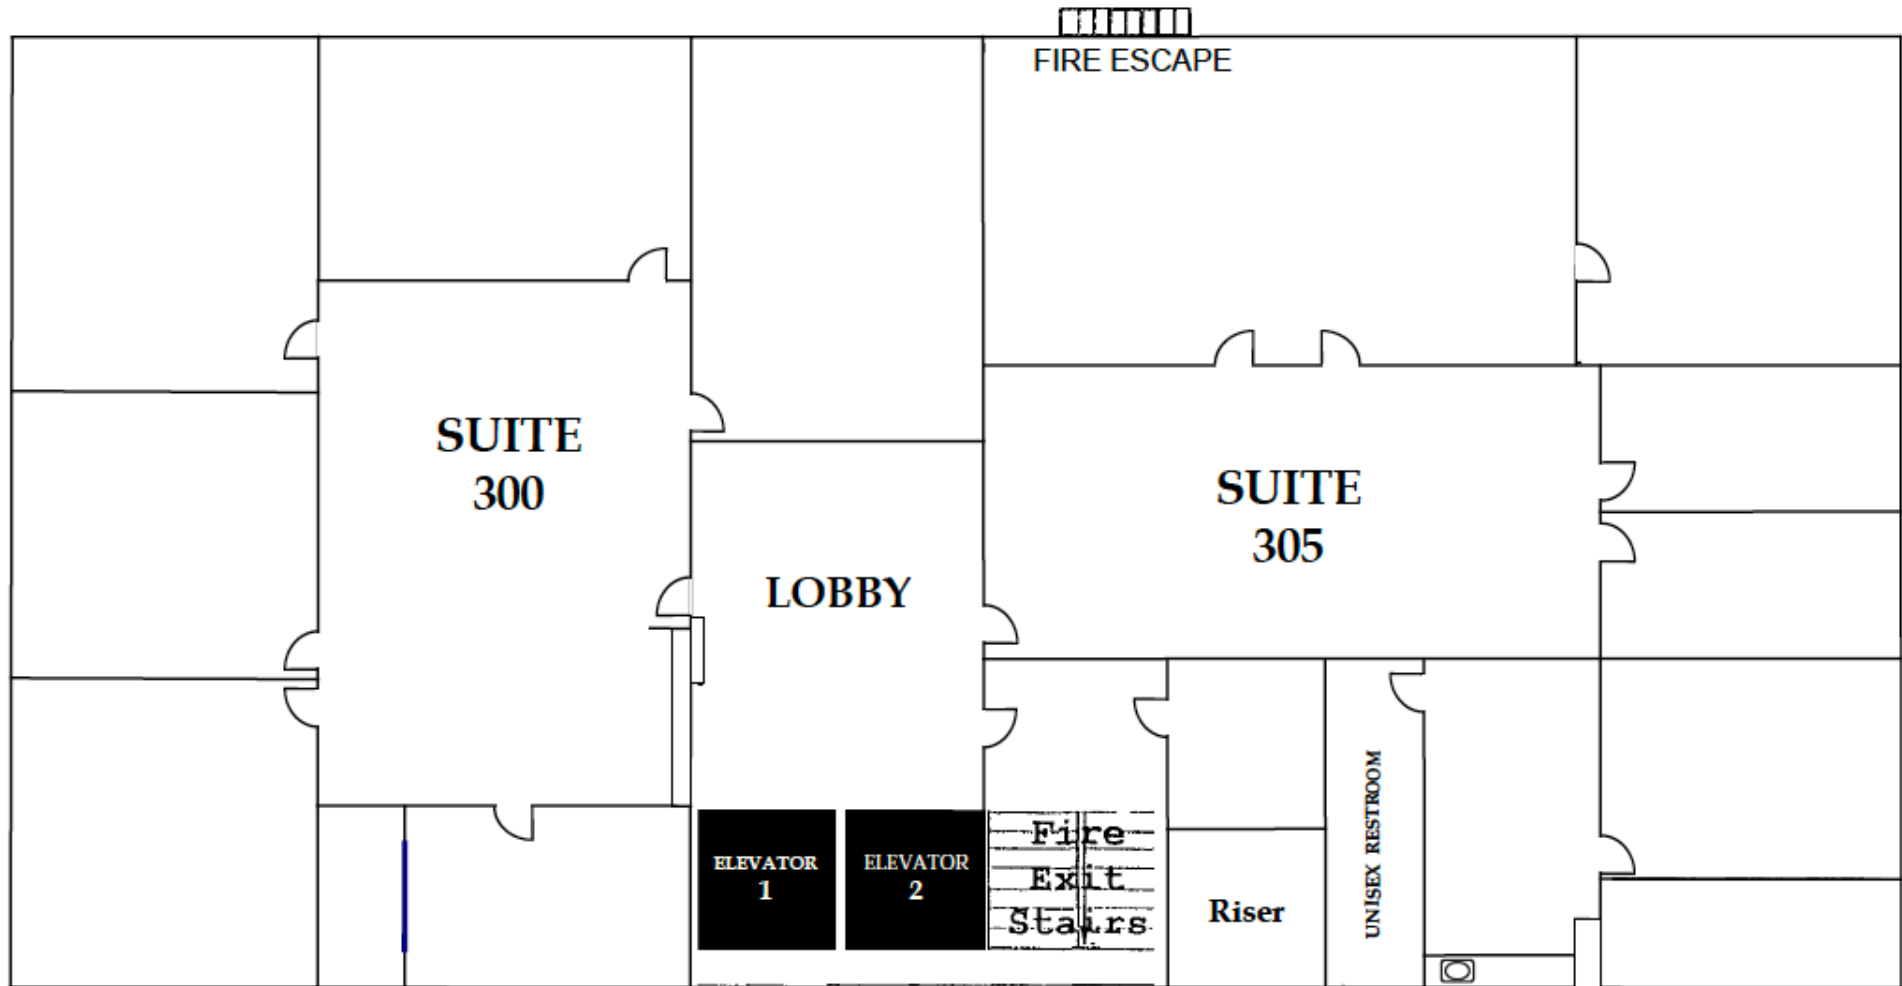 FIRE ESCAPE
SUITE
300
SUITE
305
LOBBY
ELEVATOR
1
ELEVATOR
2
Fire
Exit
Stairs
Riser
UNISEX RESTROOM